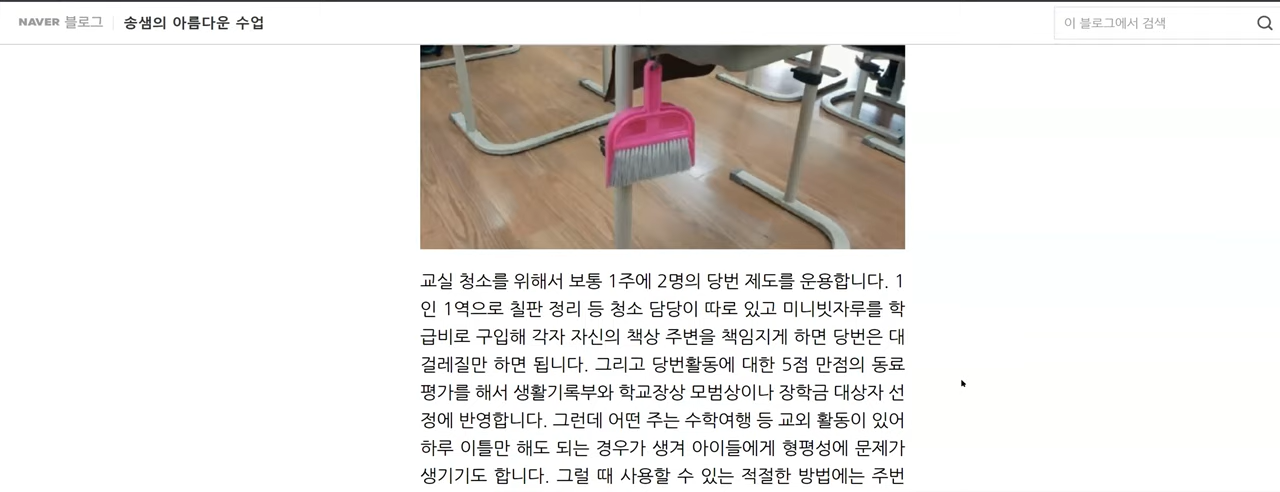 NAVER 블로그 송샘의 아름다운 수업
이 블로그에서 검색
교실 청소를 위해서 보통 1주에 2명의 당번 제도를 운용합니다. 1
인 1역으로 칠판 정리 등 청소 담당이 따로 있고 미니빗자루를 학
급비로 구입해 각자 자신의 책상 주변을 책임지게 하면 당번은 대
걸레질만 하면 됩니다. 그리고 당번활동에 대한 5점 만점의 동료
평가를 해서 생활기록부와 학교장상 모범상이나 장학금 대상자 선
정에 반영합니다. 그런데 어떤 주는 수학여행 등 교외 활동이 있어
하루 이틀만 해도 되는 경우가 생겨 아이들에게 형평성에 문제가
생기기도 합니다. 그럴 때 사용할 수 있는 적절한 방법에는 주번